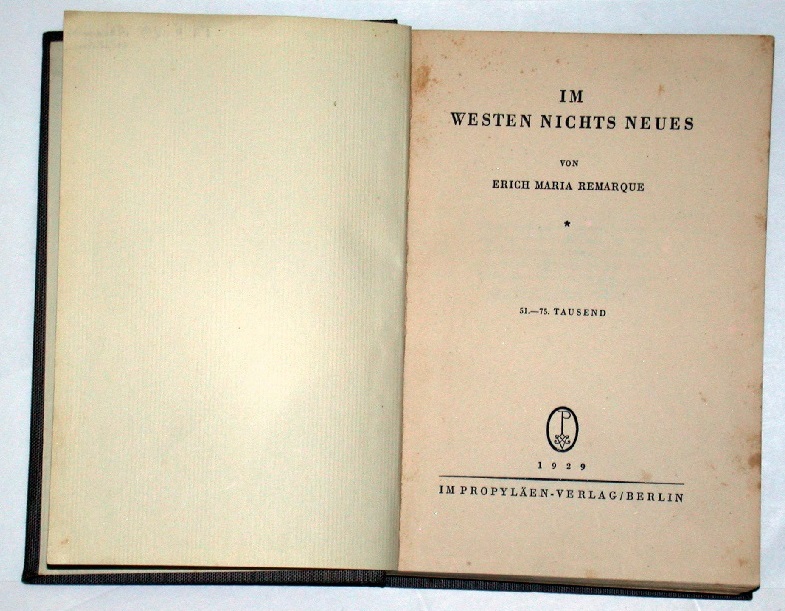 IM
WESTEN NICHTS NEUES
VON
ERICH MARIA REMARQUE
*
51.—75. TAUSEND
P
1929
IM PROPYLÄEN-VERLAG/BERLIN